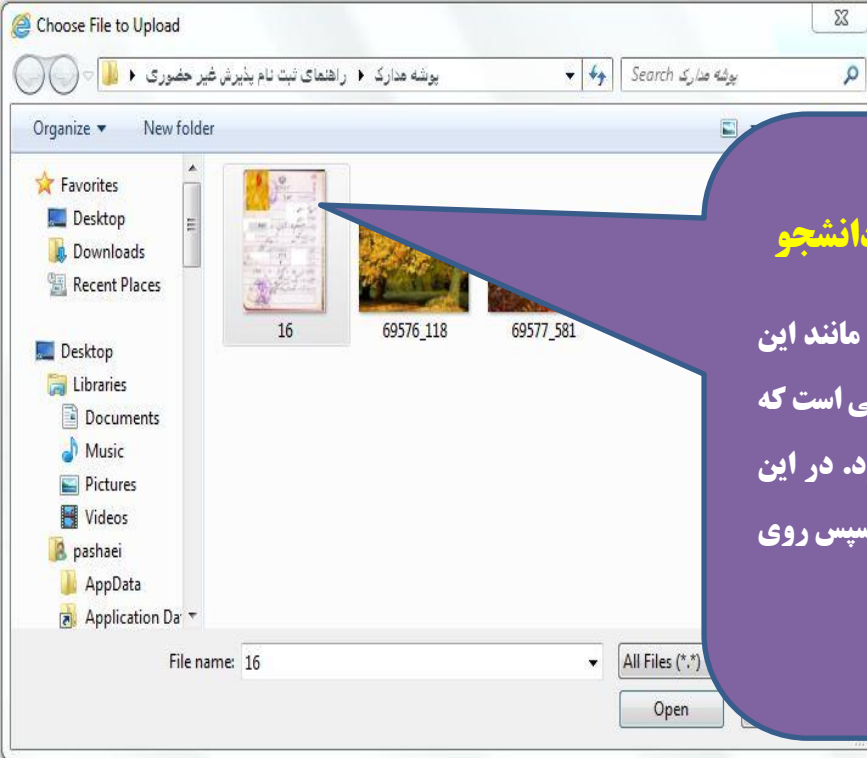 Choose File to Upload
راهنمای ثبت نام پذیرش غیر حضوری
پوشه مدارک
Search پوشه مدارک
Organize
New folder
Favorites
Desktop
Downloads
Recent Places
Desktop
Libraries
Documents
Music
Pictures
Videos
pashaei
AppData
Application Da
16
69576_118
69577_581
دانشجو
مانند این
ی است که
د. در این
سپس روی
File name: 16
All Files (*.*)
Open